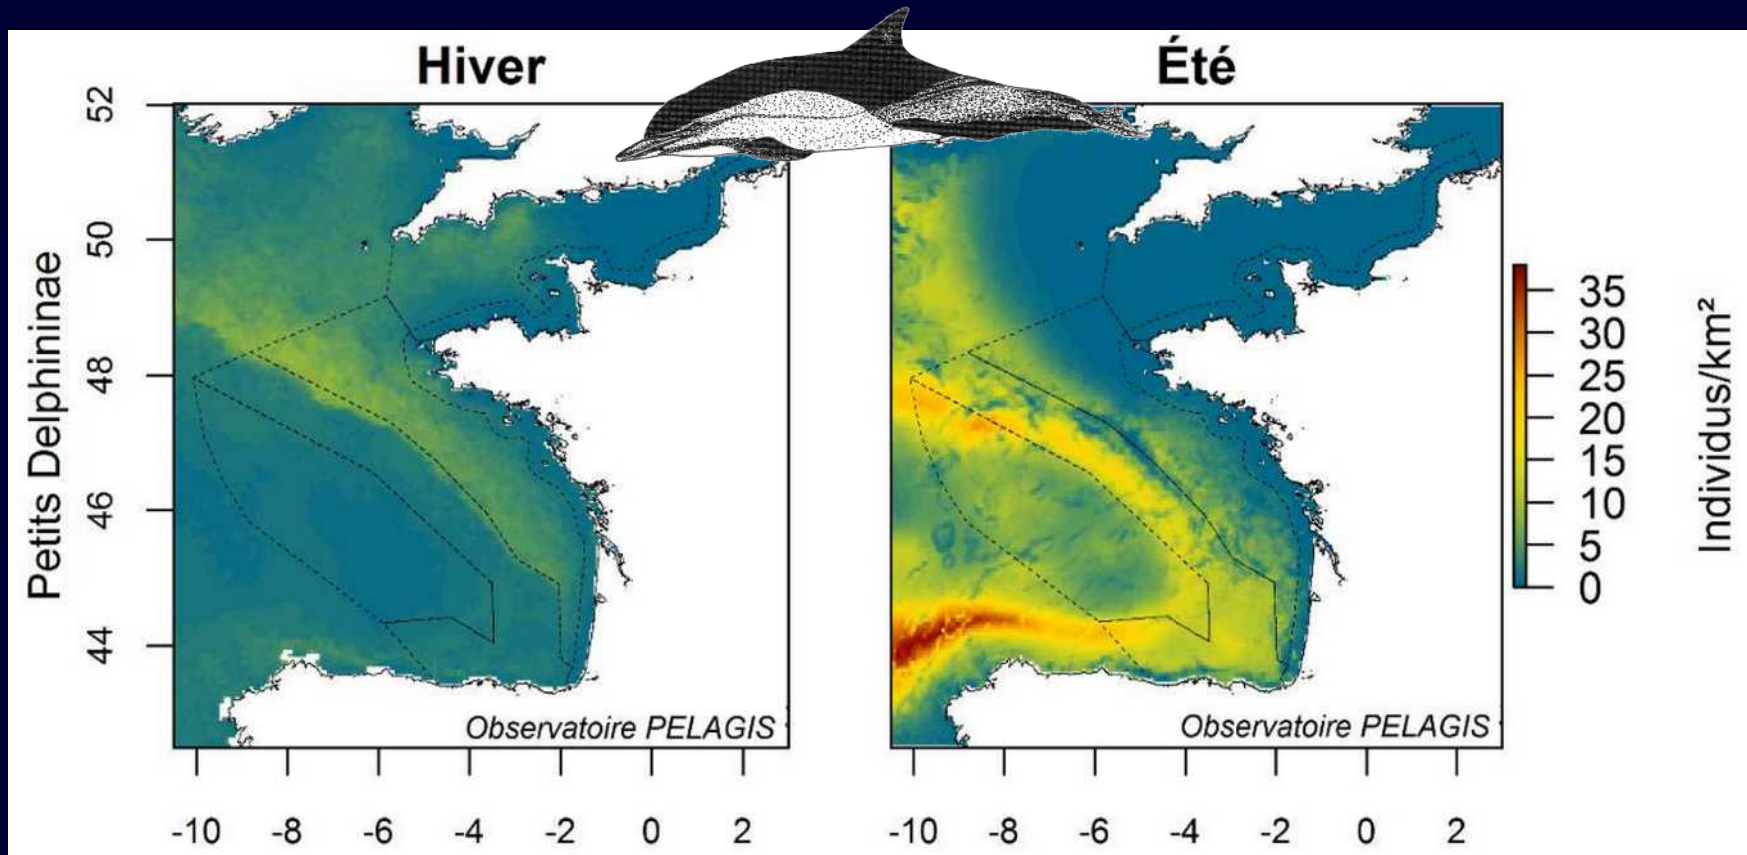 Hiver
Été
Petits Delphininae
52
50
48
46
44
Observatoire PELAGIS
-10 -8 -6 -4 -2 0 2
Observatoire PELAGIS
-10 -8 -6 -4 -2 0 2
35
30
25
20
15
10
5
0
Individus/km²